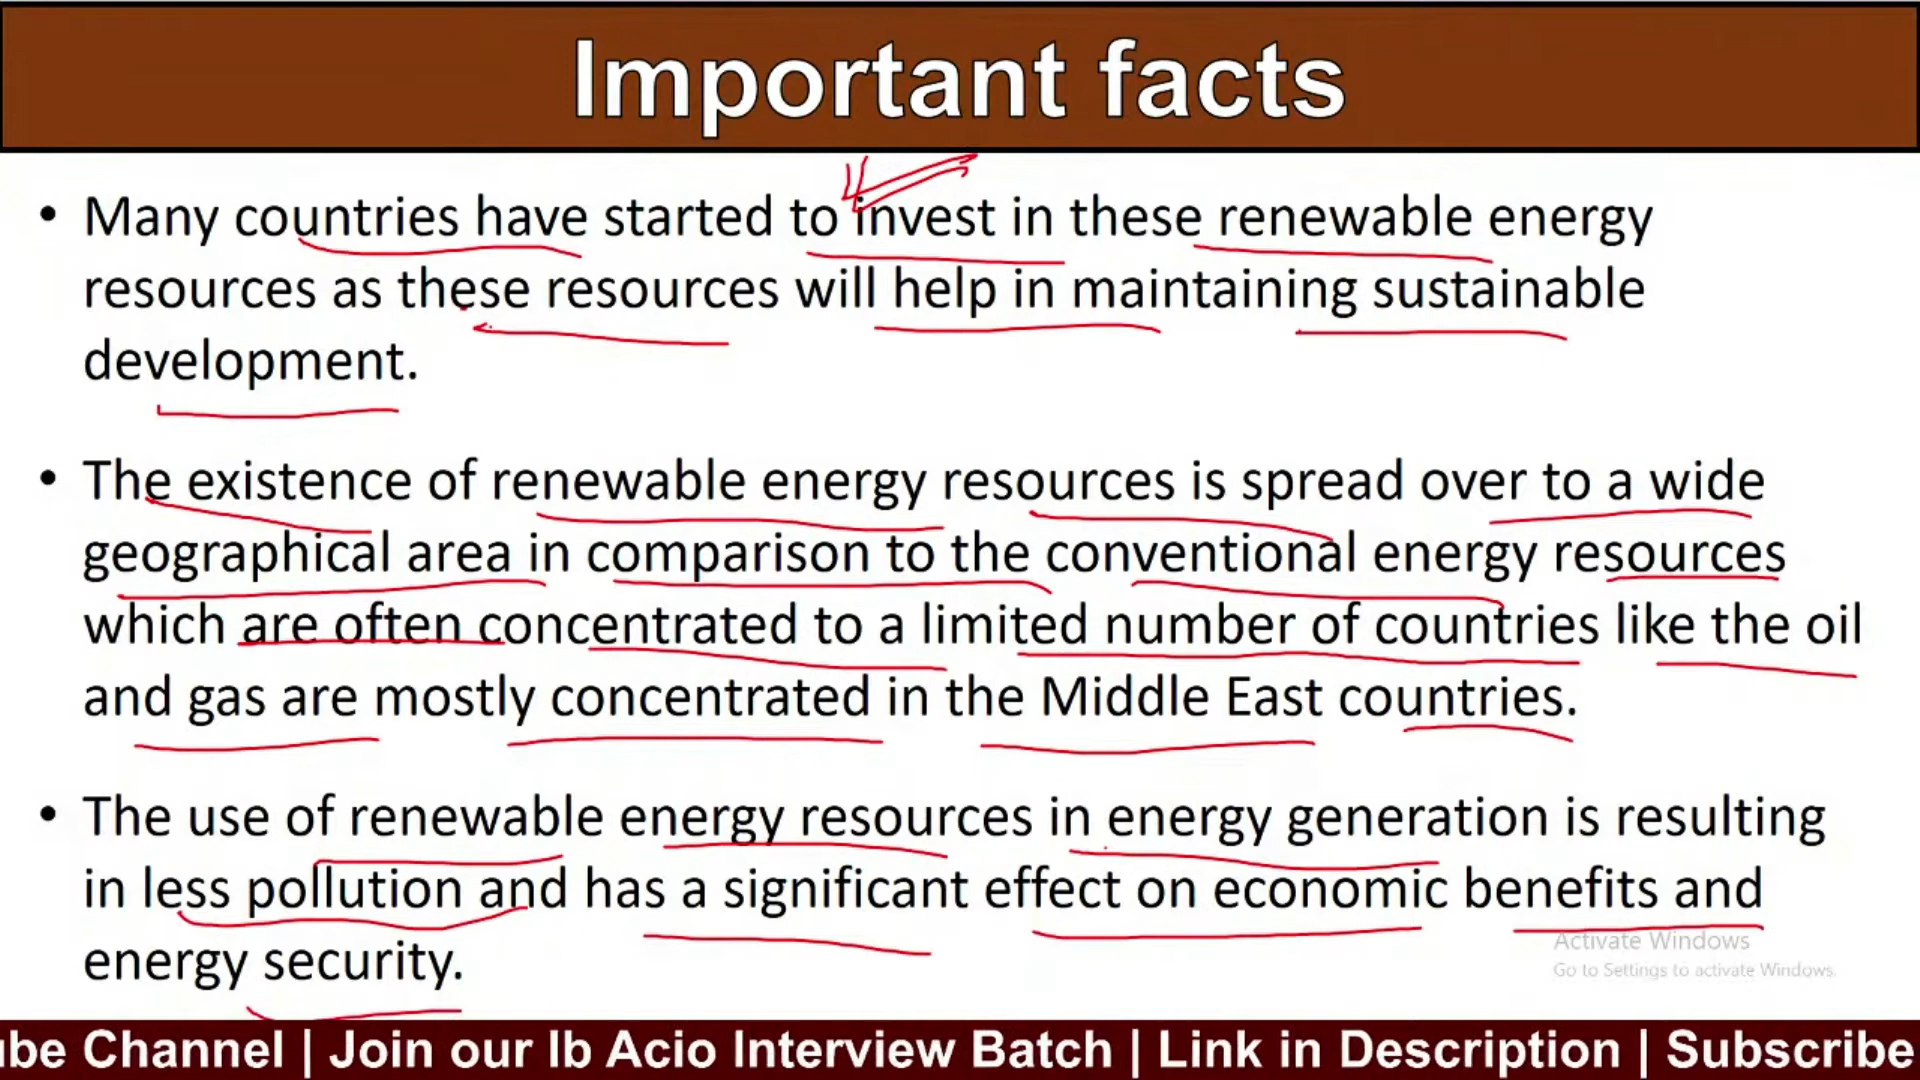 Important facts
• Many countries have started to invest in these renewable energy
resources as these resources will help in maintaining sustainable
development.
• The existence of renewable energy resources is spread over to a wide
geographical area in comparison to the conventional energy resources
which are often concentrated to a limited number of countries like the oil
and gas are mostly concentrated in the Middle East countries.
• The use of renewable energy resources in energy generation is resulting
in less pollution and has a significant effect on economic benefits and
energy security.
Activate Windows
Go to Settings to activate Windows.
ube Channel | Join our Ib Acio Interview Batch | Link in Description | Subscribe